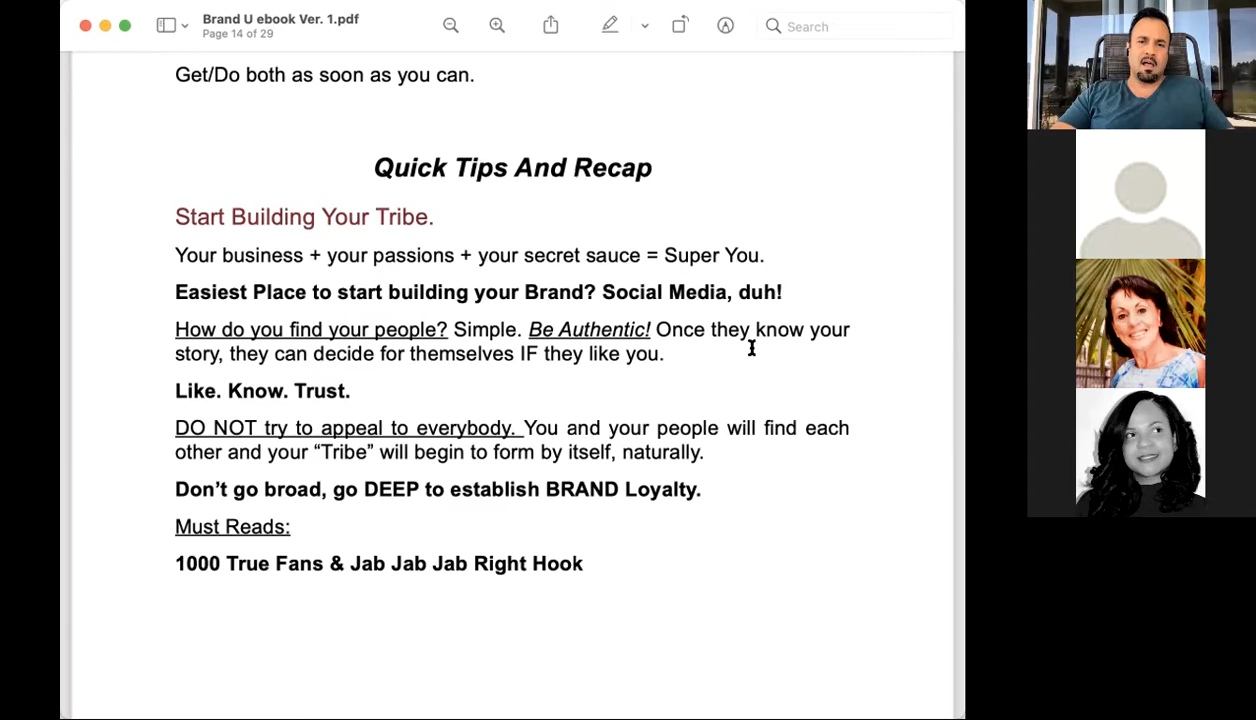 Brand U ebook Ver. 1.pdf
Page 14 of 29
Search
Get/Do both as soon as you can.
Quick Tips And Recap
Start Building Your Tribe.
Your business + your passions + your secret sauce = Super You.
Easiest Place to start building your Brand? Social Media, duh!
How do you find your people? Simple. Be Authentic! Once they know your
story, they can decide for themselves IF they like you.
Like. Know. Trust.
DO NOT try to appeal to everybody. You and your people will find each
other and your “Tribe” will begin to form by itself, naturally.
Don’t go broad, go DEEP to establish BRAND Loyalty.
Must Reads:
1000 True Fans & Jab Jab Jab Right Hook